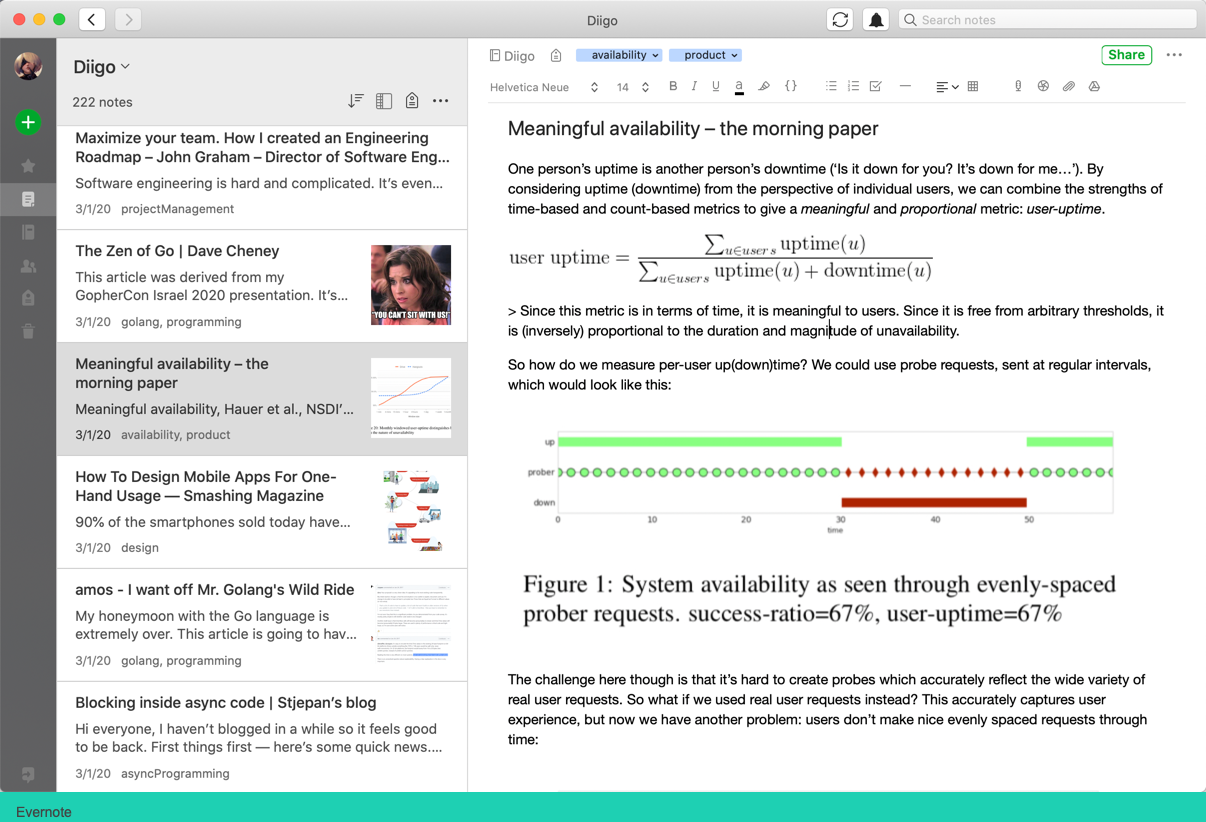 Diigo
Search notes
Diigo
222 notes
Maximize your team. How I created an Engineering
Roadmap – John Graham – Director of Software Eng...
Software engineering is hard and complicated. It's even...
3/1/20 projectManagement
The Zen of Go | Dave Cheney
This article was derived from my
GopherCon Israel 2020 presentation. It's...
3/1/20 golang, programming
"YOU CAN'T SIT WITH US!"
Meaningful availability – the
morning paper
Meaningful availability, Hauer et al., NSDI'...
3/1/20 availability, product
How To Design Mobile Apps For One-
Hand Usage — Smashing Magazine
90% of the smartphones sold today have...
3/1/20 design
amos - I want off Mr. Golang's Wild Ride
My honeymoon with the Go language is
extremely over. This article is going to hav...
3/1/20 golang, programming
Blocking inside async code | Stjepan's blog
Hi everyone, I haven't blogged in a while so it feels good
to be back. First things first — here's some quick news....
3/1/20 asyncProgramming
Diigo availability product Share
Helvetica Neue 14 B I U a {}
Meaningful availability – the morning paper
One person's uptime is another person's downtime ('Is it down for you? It's down for me…'). By
considering uptime (downtime) from the perspective of individual users, we can combine the strengths of
time-based and count-based metrics to give a meaningful and proportional metric: user-uptime.
user uptime = ∑u∈users uptime(u) / ∑u∈users uptime(u) + downtime(u)
> Since this metric is in terms of time, it is meaningful to users. Since it is free from arbitrary thresholds, it
is (inversely) proportional to the duration and magnitude of unavailability.
So how do we measure per-user up(down)time? We could use probe requests, sent at regular intervals,
which would look like this:
up
prober
down
0 10 20 30 40 50
time
Figure 1: System availability as seen through evenly-spaced
prober requests. success-ratio=67%, user-uptime=67%
The challenge here though is that it's hard to create probes which accurately reflect the wide variety of
real user requests. So what if we used real user requests instead? This accurately captures user
experience, but now we have another problem: users don't make nice evenly spaced requests through
time:
Evernote